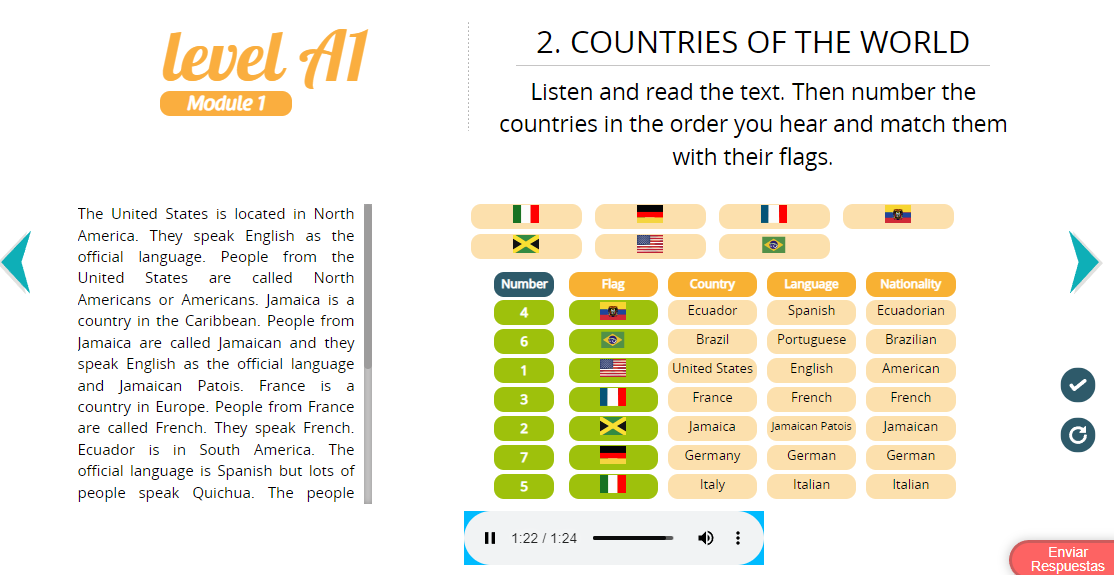 level A1
Module 1
2. COUNTRIES OF THE WORLD
Listen and read the text. Then number the
countries in the order you hear and match them
with their flags.
The United States is located in North
America. They speak English as the
official language. People from the
United States are called North
Americans or Americans. Jamaica is a
country in the Caribbean. People from
Jamaica are called Jamaican and they
speak English as the official language
and Jamaican Patois. France is a
country in Europe. People from France
are called French. They speak French.
Ecuador is in South America. The
official language is Spanish but lots of
people speak Quichua. The people
Number Flag Country Language Nationality
4 Ecuador Spanish Ecuadorian
6 Brazil Portuguese Brazilian
1 United States English American
3 France French French
2 Jamaica Jamaican Patois Jamaican
7 Germany German German
5 Italy Italian Italian
1:22 / 1:24
Enviar
Respuestas